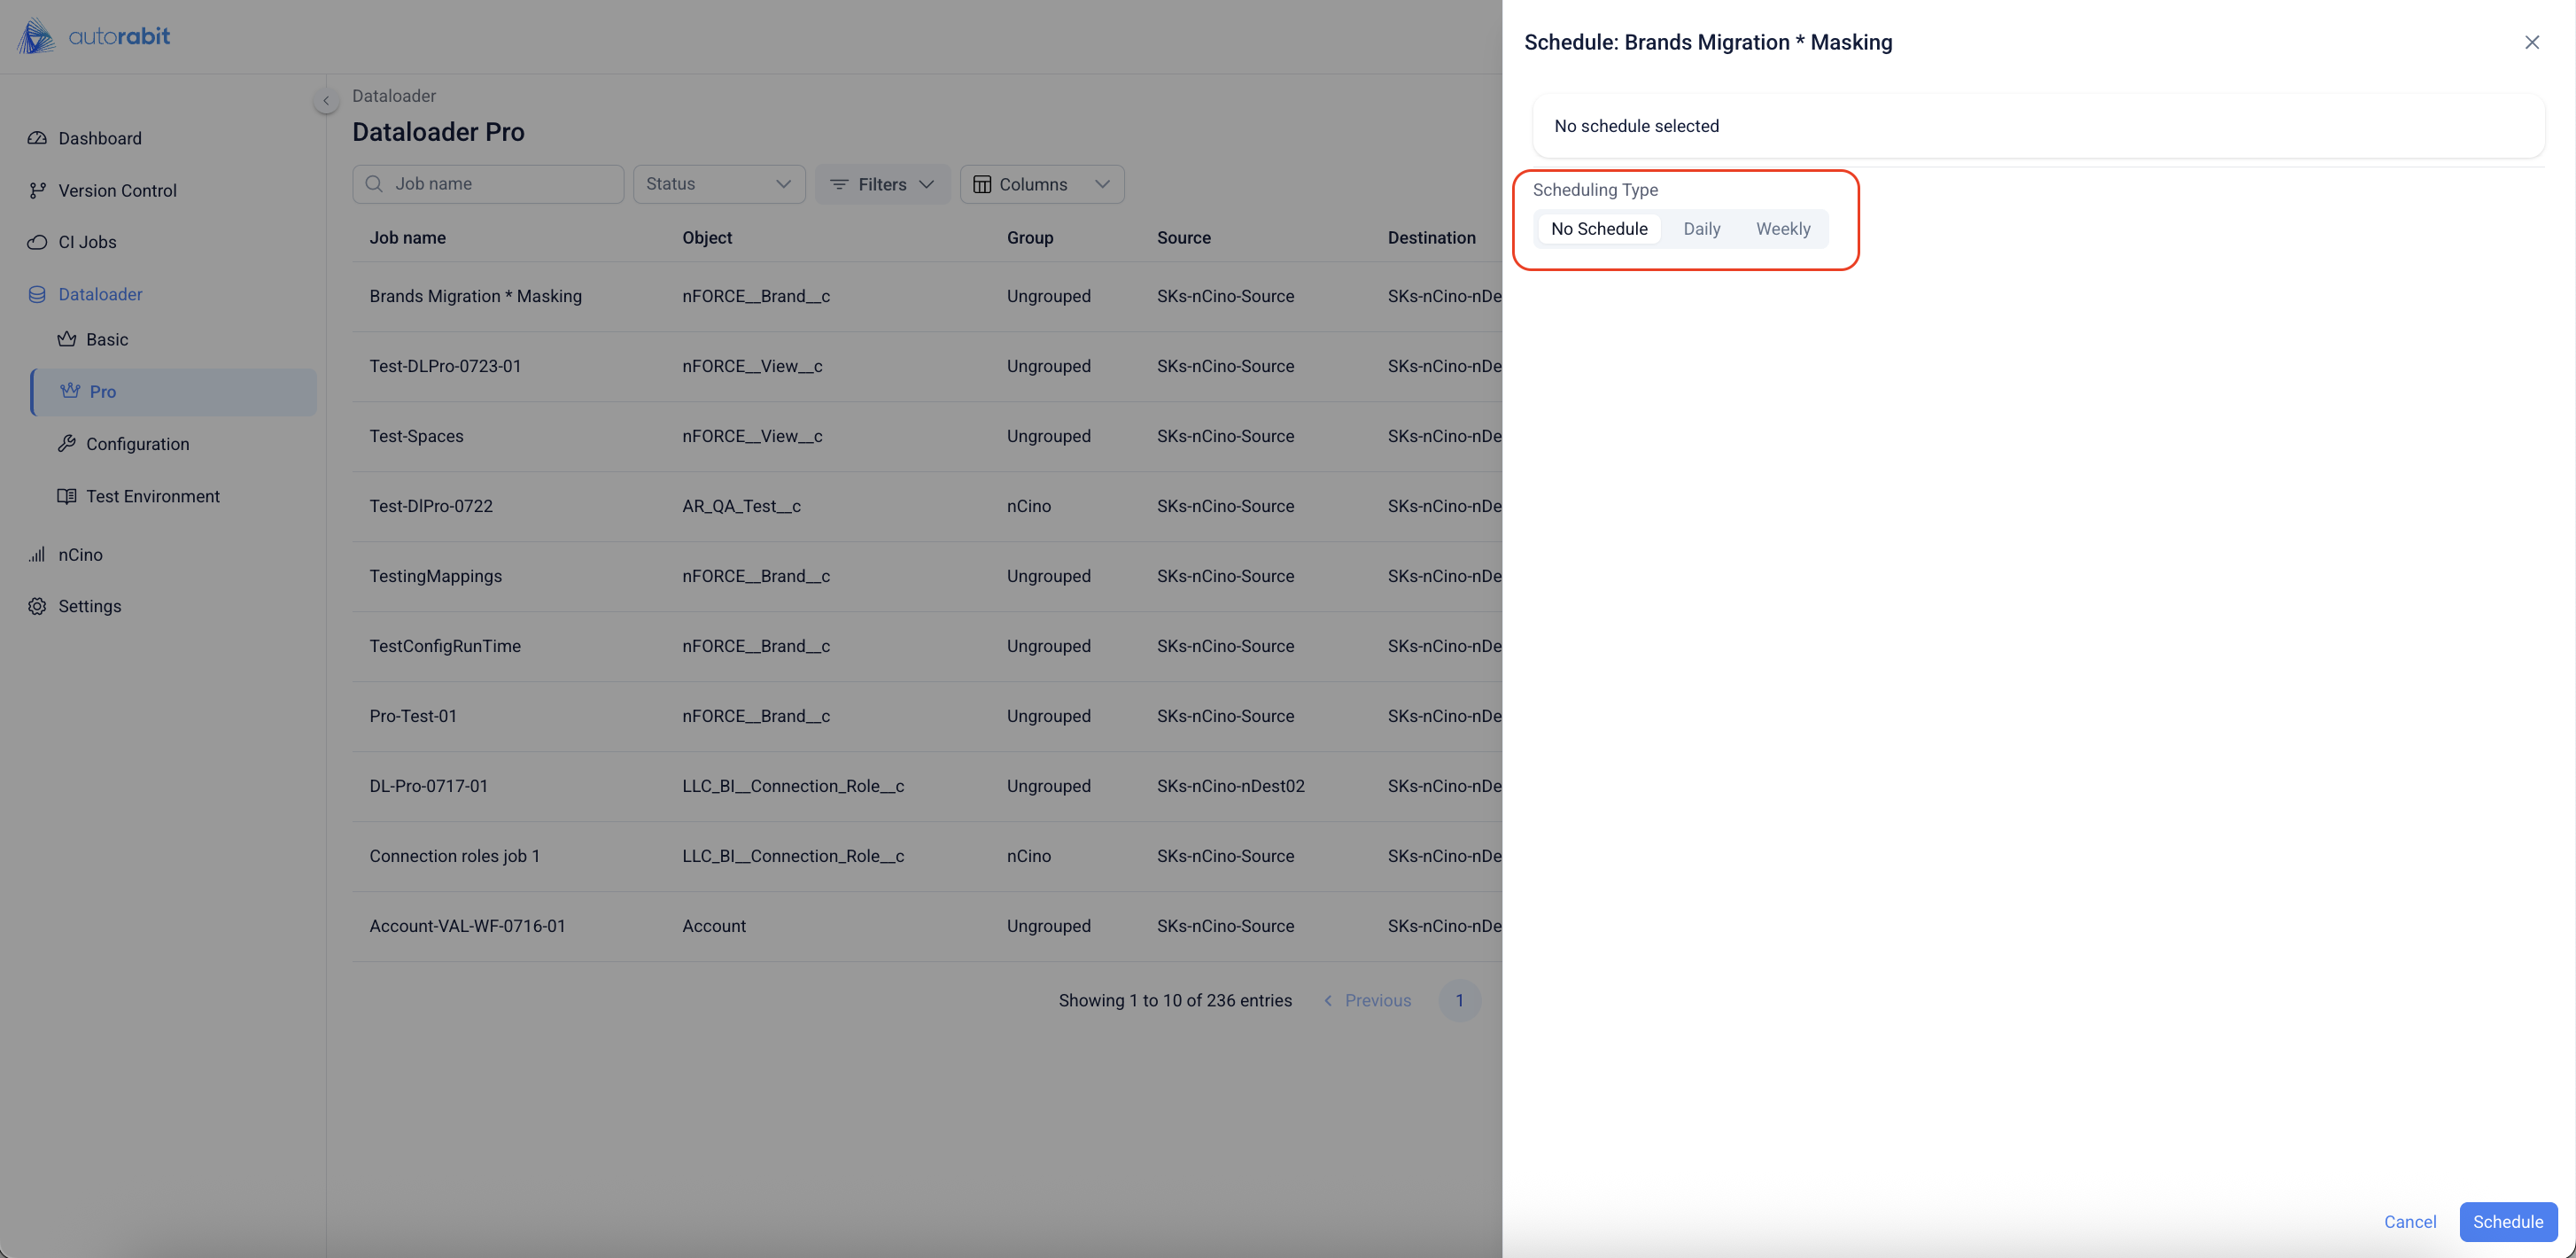 autorabit
Dashboard
Version Control
CI Jobs
Dataloader
Basic
Pro
Configuration
Test Environment
nCino
Settings
Dataloader
Dataloader Pro
Job name Status Filters Columns
Job name Object Group Source Destination
Brands Migration * Masking nFORCE__Brand__c Ungrouped SKs-nCino-Source SKs-nCino-nDe
Test-DLPro-0723-01 nFORCE__View__c Ungrouped SKs-nCino-Source SKs-nCino-nDe
Test-Spaces nFORCE__View__c Ungrouped SKs-nCino-Source SKs-nCino-nDe
Test-DlPro-0722 AR_QA_Test__c nCino SKs-nCino-Source SKs-nCino-nDe
TestingMappings nFORCE__Brand__c Ungrouped SKs-nCino-Source SKs-nCino-nDe
TestConfigRunTime nFORCE__Brand__c Ungrouped SKs-nCino-Source SKs-nCino-nDe
Pro-Test-01 nFORCE__Brand__c Ungrouped SKs-nCino-Source SKs-nCino-nDe
DL-Pro-0717-01 LLC_BI__Connection_Role__c Ungrouped SKs-nCino-nDest02 SKs-nCino-nDe
Connection roles job 1 LLC_BI__Connection_Role__c nCino SKs-nCino-Source SKs-nCino-nDe
Account-VAL-WF-0716-01 Account Ungrouped SKs-nCino-Source SKs-nCino-nDe
Showing 1 to 10 of 236 entries Previous 1
Schedule: Brands Migration * Masking
No schedule selected
Scheduling Type
No Schedule Daily Weekly
Cancel Schedule